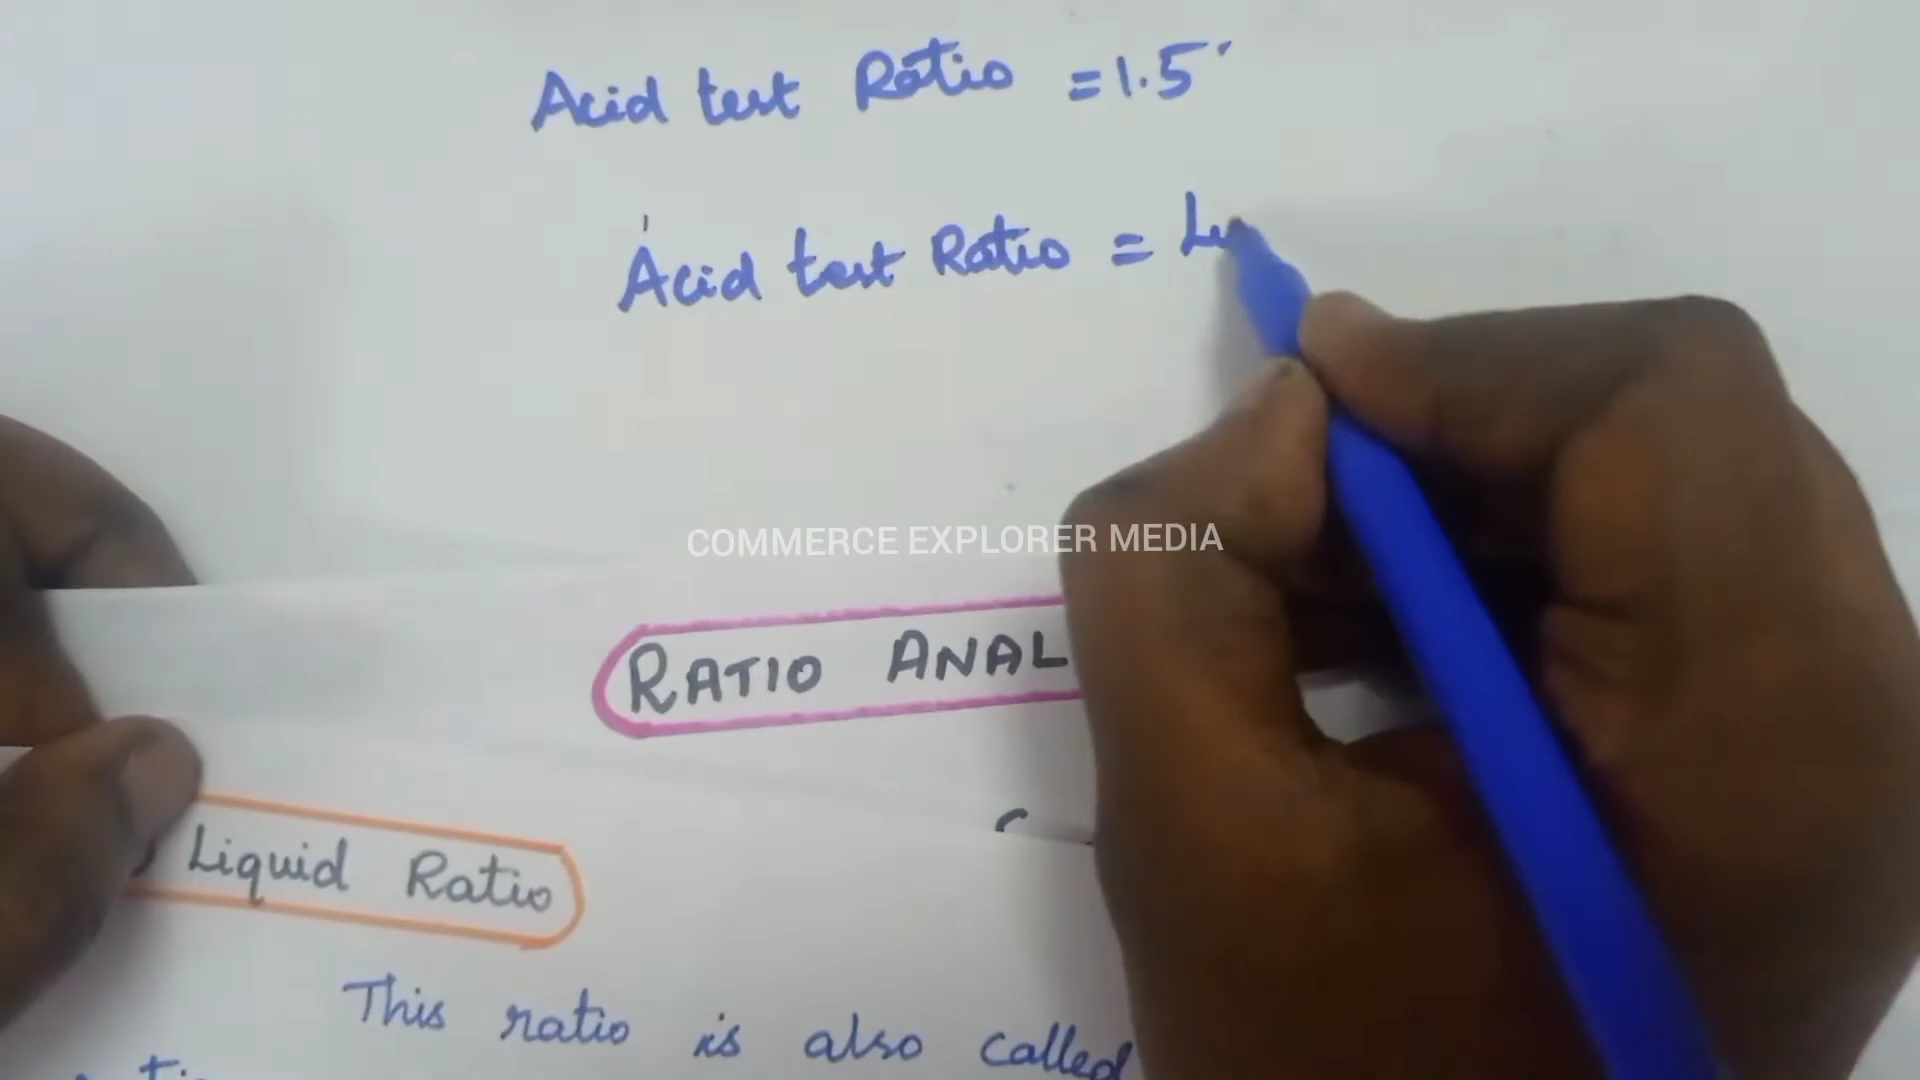 Acid test Ratio = 1.5
Acid test Ratio =
COMMERCE EXPLORER MEDIA
RATIO ANAL
Liquid Ratio
This ratio is also called